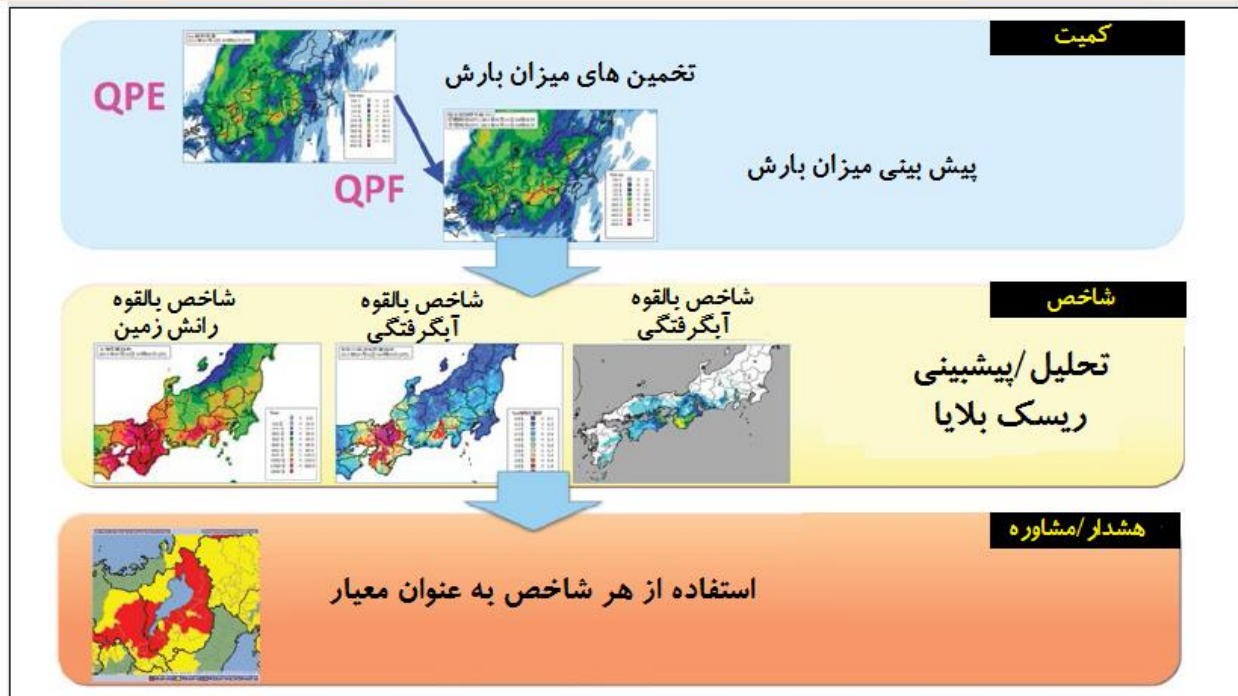 کمیت
تخمین های میزان بارش
QPE
پیش بینی میزان بارش
QPF
شاخص
شاخص بالقوه
آبگرفتگی
شاخص بالقوه
آبگرفتگی
شاخص بالقوه
رانش زمین
تحلیل/پیشبینی
ریسک بلایا
هشدار/مشاوره
استفاده از هر شاخص به عنوان معیار